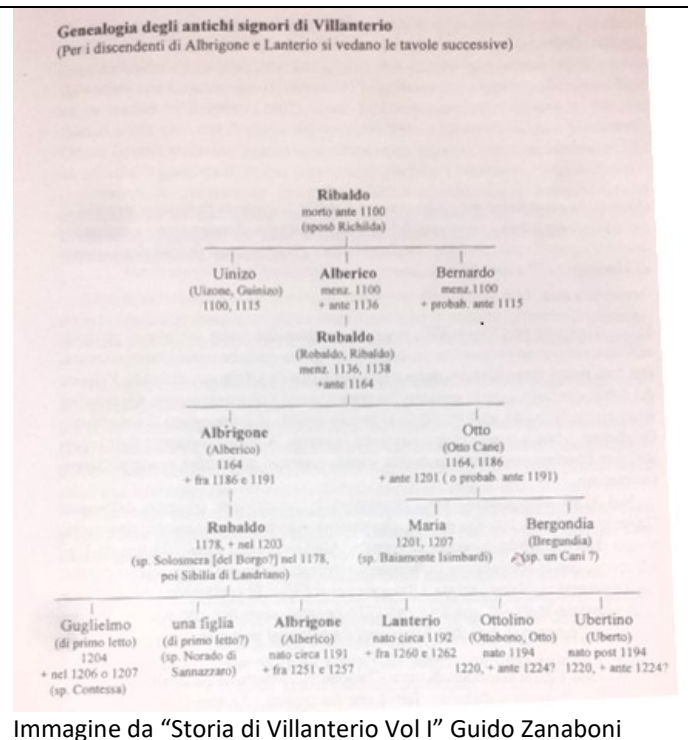 Genealogia degli antichi signori di Villanterio
(Per i discendenti di Albrigone e Lanterio si vedano le tavole successive)
Ribaldo
morto ante 1100
(sposò Richilda)
Uinizo
(Uizone, Guinizo)
1100, 1115
Alberico
menz. 1100
+ ante 1136
Bernardo
menz.1100
+ probab. ante 1115
Rubaldo
(Robaldo, Ribaldo)
menz. 1136, 1138
+ante 1164
Albrigone
(Alberico)
1164
+ fra 1186 e 1191
Otto
(Otto Cane)
1164, 1186
+ ante 1201 ( o probab. ante 1191)
Rubaldo
1178, + nel 1203
(sp. Solosmera [del Borgo?] nel 1178,
poi Sibilia di Landriano)
Maria
1201, 1207
(sp. Baiamonte Isimbardi)
Bergondia
(Bregundia)
(sp. un Cani ?)
Guglielmo
(di primo letto)
1204
+ nel 1206 o 1207
(sp. Contessa)
una figlia
(di primo letto?)
(sp. Norado di
Sannazzaro)
Albrigone
(Alberico)
nato circa 1191
+ fra 1251 e 1257
Lanterio
nato circa 1192
+ fra 1260 e 1262
Ottolino
(Ottobono, Otto)
nato 1194
1220, + ante 1224?
Ubertino
(Uberto)
nato post 1194
1220, + ante 1224?
Immagine da “Storia di Villanterio Vol I” Guido Zanaboni